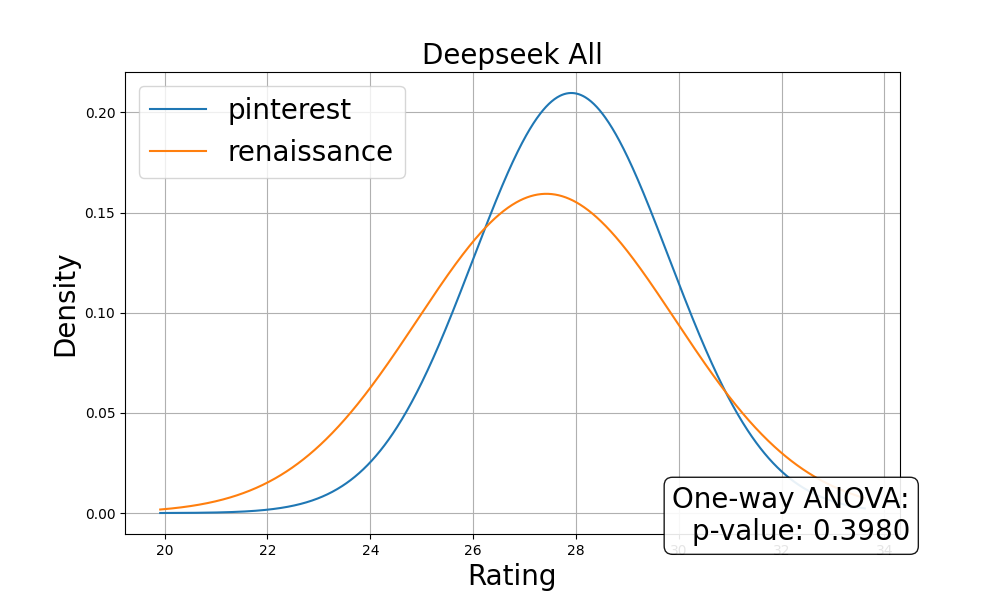 Deepseek All
pinterest
renaissance
Density
0.20
0.15
0.10
0.05
0.00
One-way ANOVA:
p-value: 0.3980
20 22 24 26 28 30 32 34
Rating